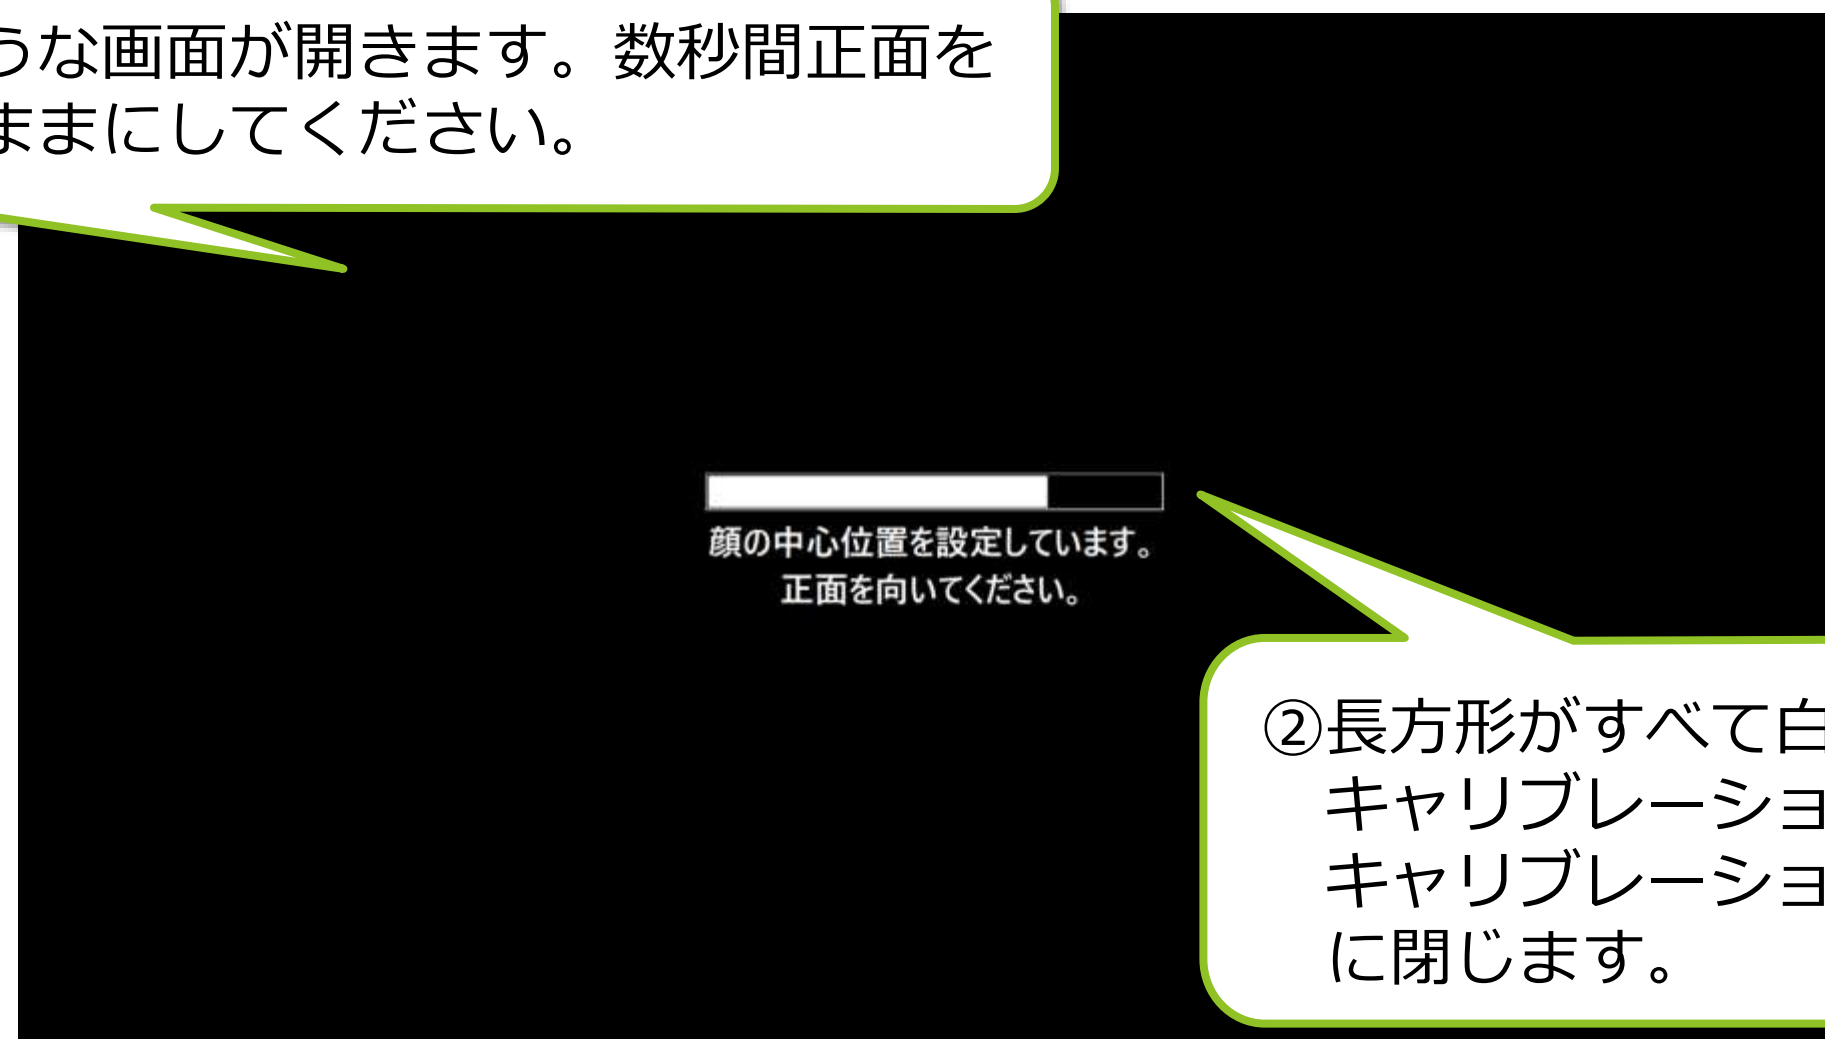 うな画面が開きます。数秒間正面を
ままにしてください。
顔の中心位置を設定しています。
正面を向いてください。
②長方形がすべて白
キャリブレーショ
キャリブレーショ
に閉じます。